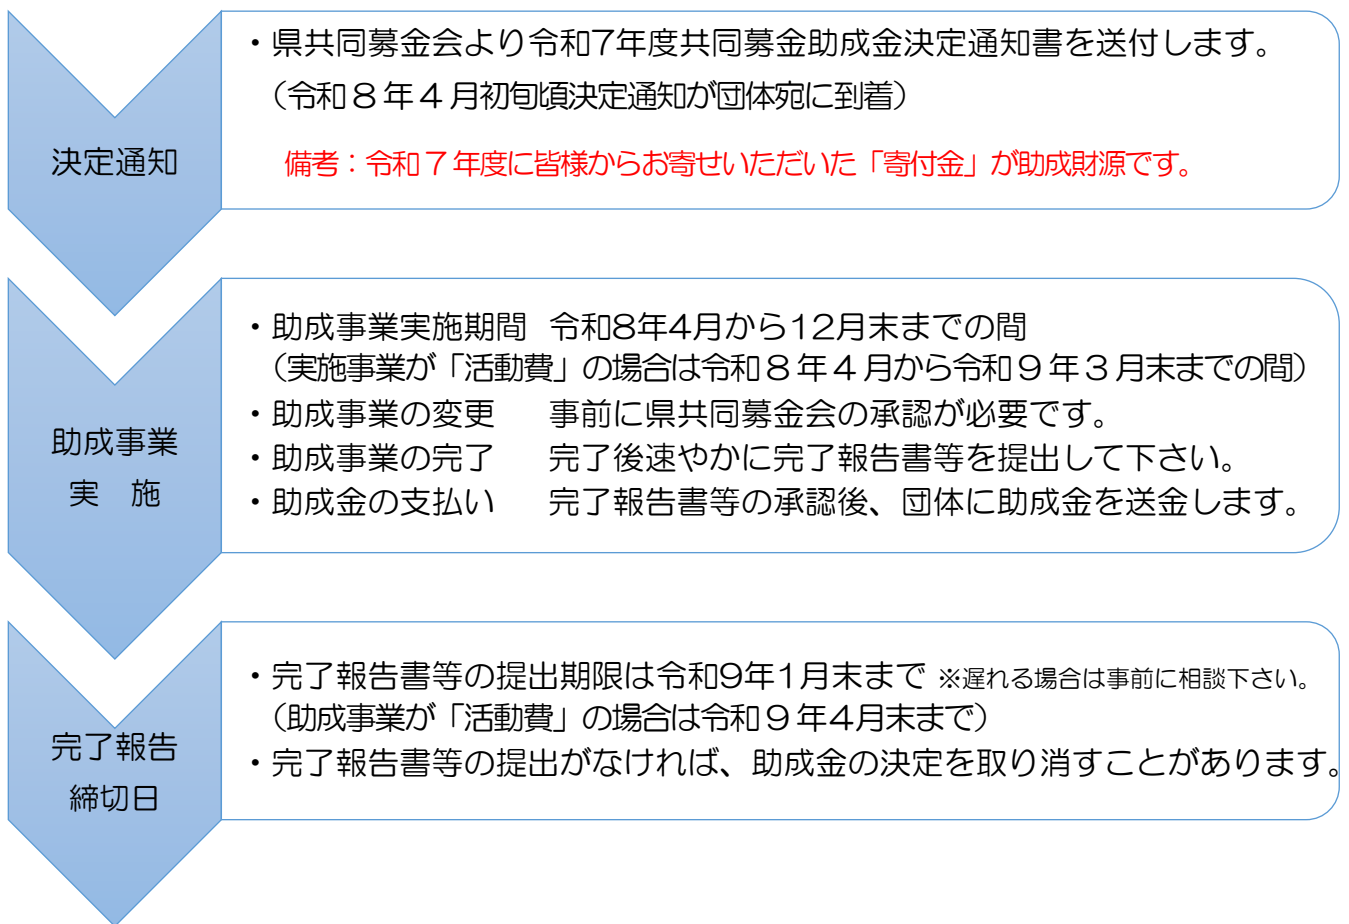 決定通知
・県共同募金会より令和7年度共同募金助成金決定通知書を送付します。
（令和８年４月初旬頃決定通知が団体宛に到着）
備考：令和７年度に皆様からお寄せいただいた「寄付金」が助成財源です。
助成事業
実　施
・助成事業実施期間　令和8年4月から12月末までの間
（実施事業が「活動費」の場合は令和８年４月から令和９年３月末までの間）
・助成事業の変更　　事前に県共同募金会の承認が必要です。
・助成事業の完了　　完了後速やかに完了報告書等を提出して下さい。
・助成金の支払い　　完了報告書等の承認後、団体に助成金を送金します。
完了報告
締切日
・完了報告書等の提出期限は令和9年1月末まで ※遅れる場合は事前に相談下さい。
（助成事業が「活動費」の場合は令和９年4月末まで）
・完了報告書等の提出がなければ、助成金の決定を取り消すことがあります。